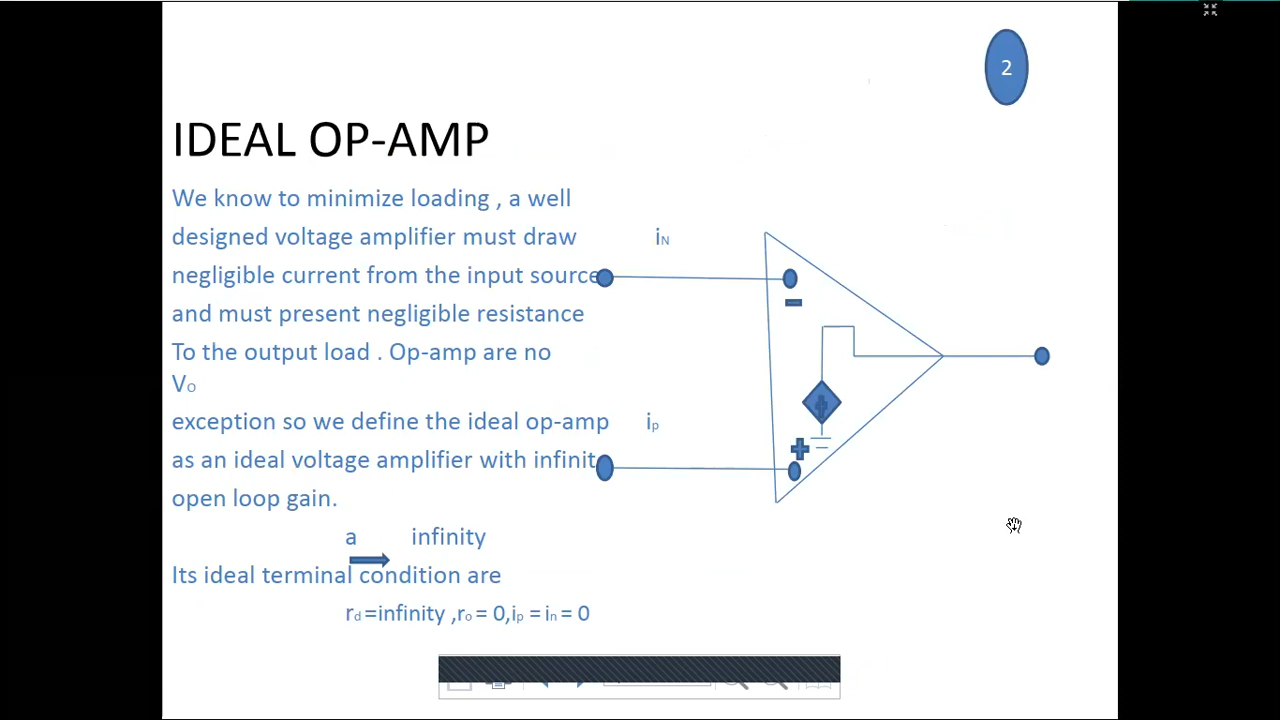 2
IDEAL OP-AMP
We know to minimize loading , a well
designed voltage amplifier must draw iN
negligible current from the input source
and must present negligible resistance
To the output load . Op-amp are no
Vo
exception so we define the ideal op-amp ip
as an ideal voltage amplifier with infinit
open loop gain.
a infinity
Its ideal terminal condition are
rd =infinity ,ro = 0,ip = in = 0